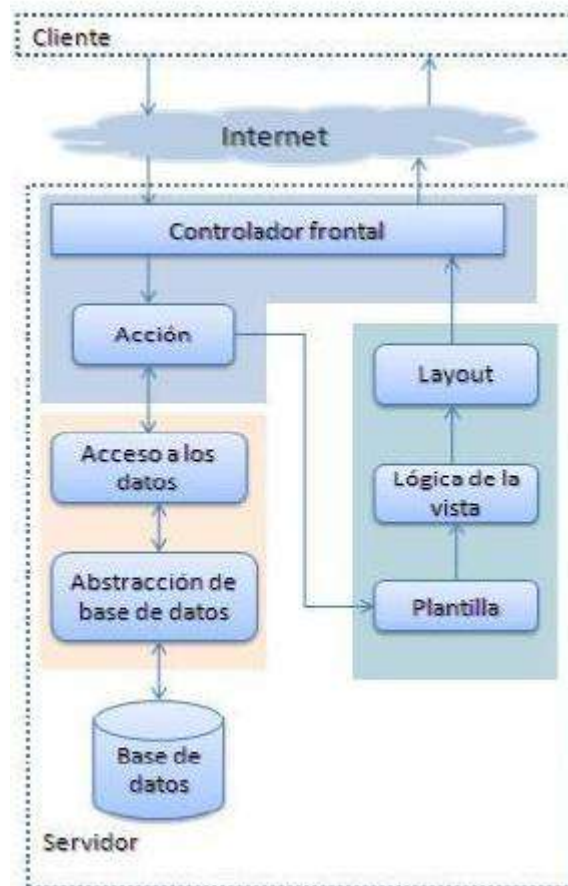 Cliente
Internet
Controlador frontal
Acción
Layout
Acceso a los
datos
Lógica de la
vista
Abstracción de
base de datos
Plantilla
Base de
datos
Servidor